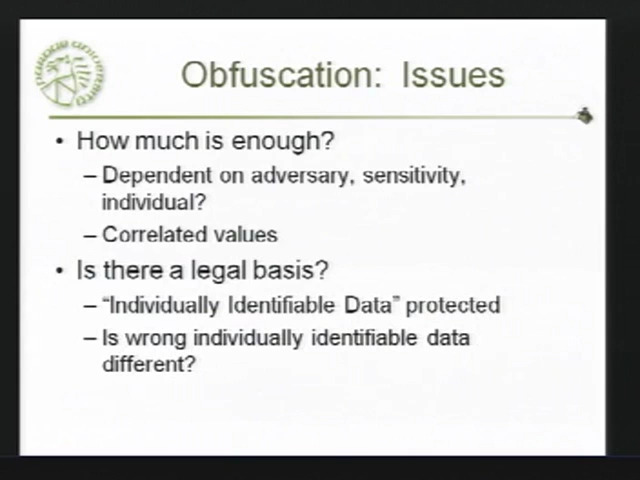 Obfuscation: Issues
• How much is enough?
– Dependent on adversary, sensitivity,
individual?
– Correlated values
• Is there a legal basis?
– “Individually Identifiable Data” protected
– Is wrong individually identifiable data
different?